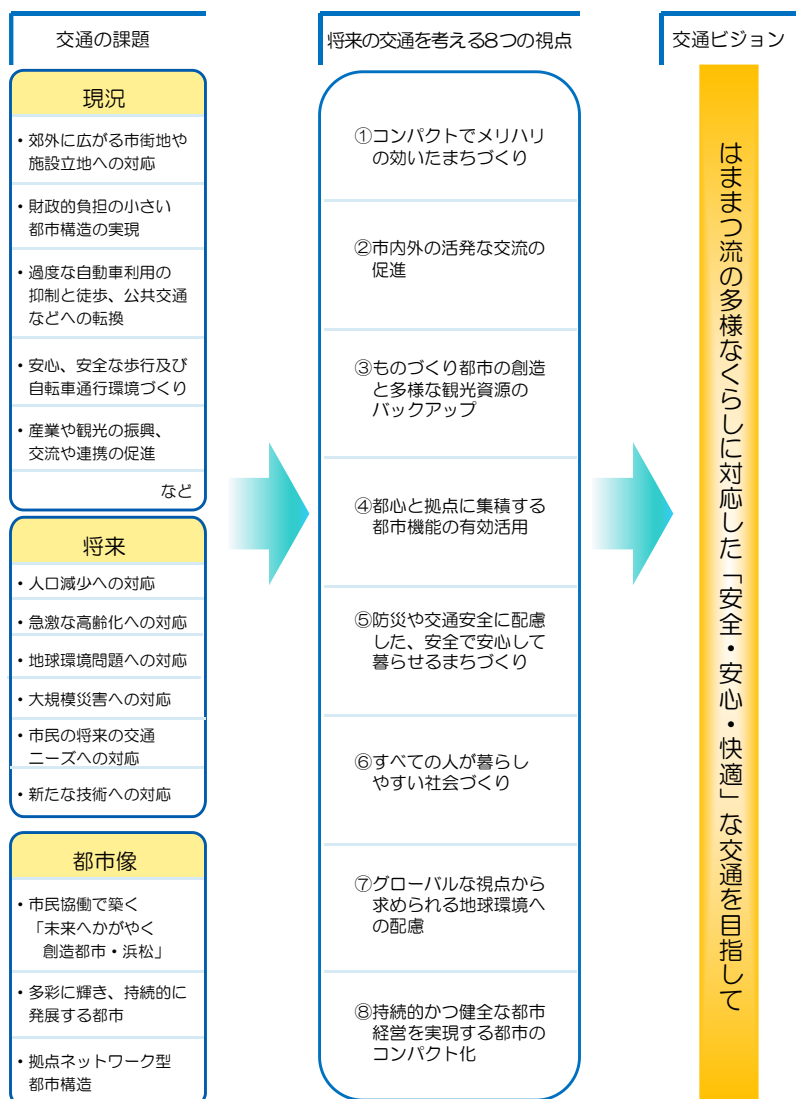 交通の課題
現況
・郊外に広がる市街地や
施設立地への対応
・財政的負担の小さい
都市構造の実現
・過度な自動車利用の
抑制と徒歩、公共交通
などへの転換
・安心、安全な歩行及び
自転車通行環境づくり
・産業や観光の振興、
交流や連携の促進
など
将来
・人口減少への対応
・急激な高齢化への対応
・地球環境問題への対応
・大規模災害への対応
・市民の将来の交通
ニーズへの対応
・新たな技術への対応
都市像
・市民協働で築く
「未来へかがやく
創造都市・浜松」
・多彩に輝き、持続的に
発展する都市
・拠点ネットワーク型
都市構造
将来の交通を考える8つの視点
①コンパクトでメリハリ
の効いたまちづくり
②市内外の活発な交流の
促進
③ものづくり都市の創造
と多様な観光資源の
バックアップ
④都心と拠点に集積する
都市機能の有効活用
⑤防災や交通安全に配慮
した、安全で安心して
暮らせるまちづくり
⑥すべての人が暮らし
やすい社会づくり
⑦グローバルな視点から
求められる地球環境へ
の配慮
⑧持続的かつ健全な都市
経営を実現する都市の
コンパクト化
交通ビジョン
はままつ流の多様なくらしに対応した「安全・安心・快適」な交通を目指して